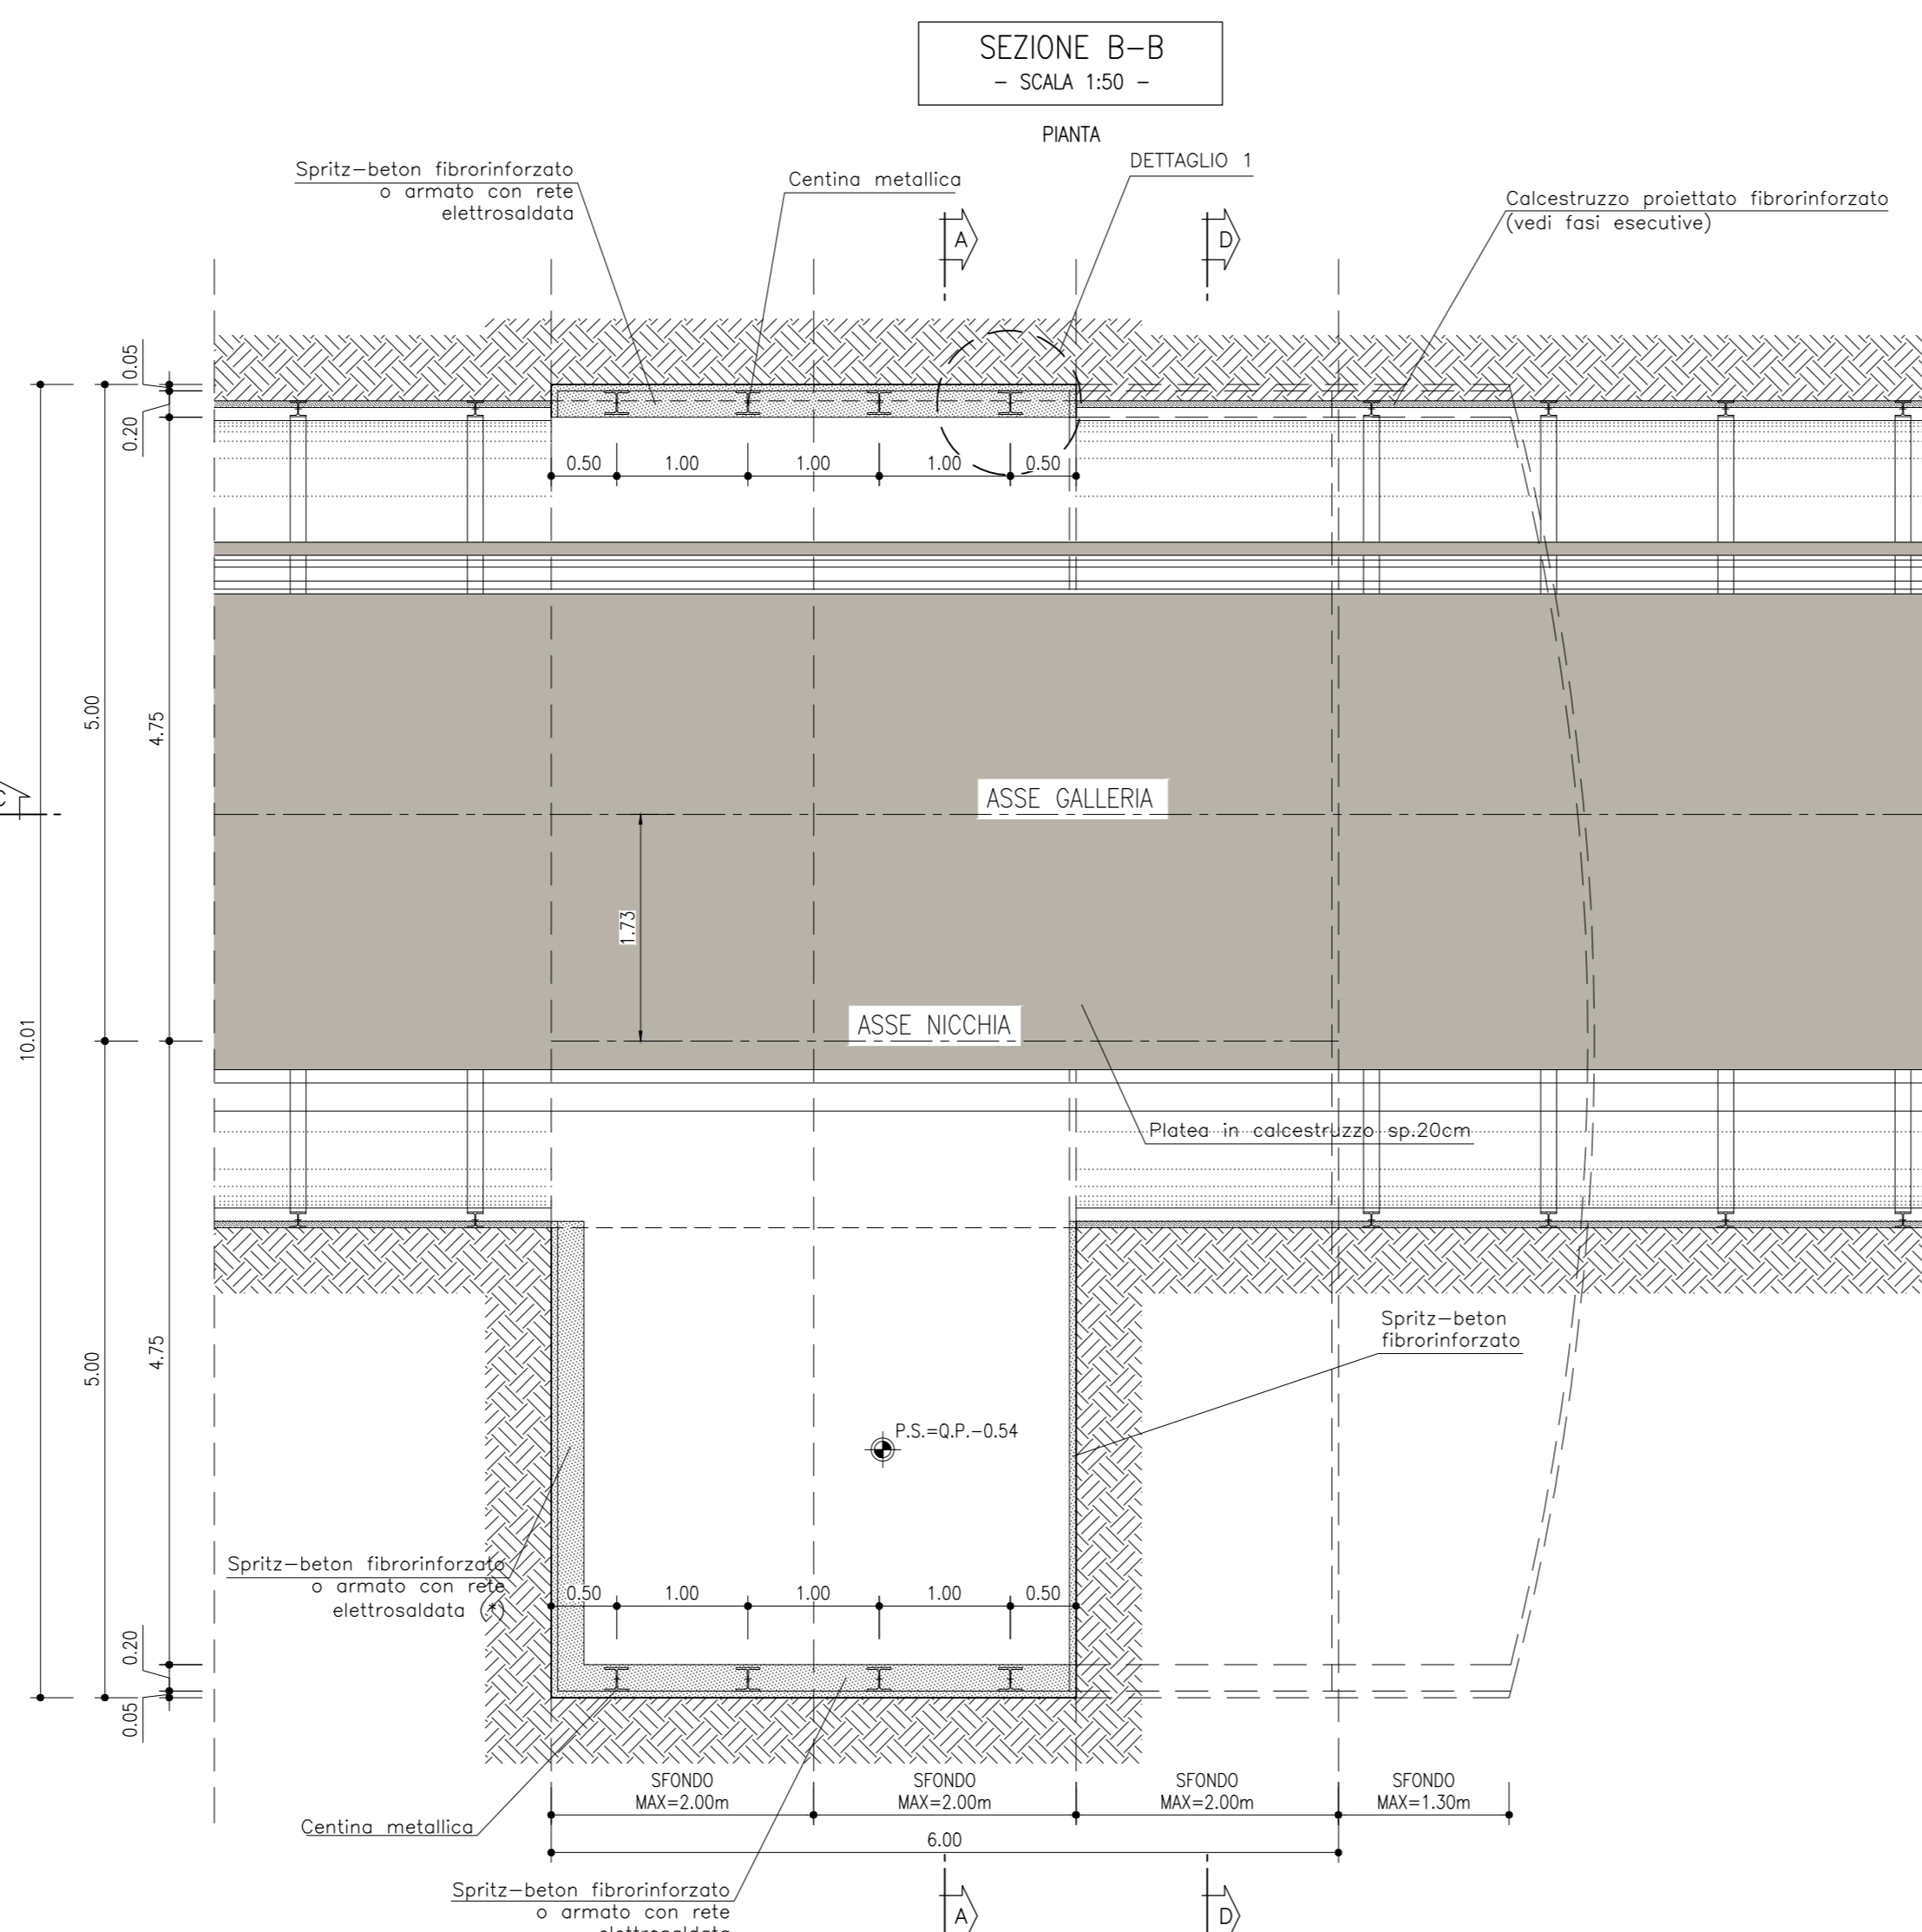 SEZIONE B-B
- SCALA 1:50 -
PIANTA
DETTAGLIO 1
Spritz-beton fibrorinforzato
o armato con rete
elettrosaldata
Centina metallica
Calcestruzzo proiettato fibrorinforzato
(vedi fasi esecutive)
A
D
0.05
0.20
0.50
1.00
1.00
1.00
0.50
5.00
4.75
ASSE GALLERIA
1.73
ASSE NICCHIA
10.01
Platea in calcestruzzo sp.20cm
Spritz-beton
fibrorinforzato
5.00
4.75
P.S.=Q.P.-0.54
Spritz-beton fibrorinforzato
o armato con rete
elettrosaldata (*)
0.50
1.00
1.00
1.00
0.50
0.20
0.05
SFONDO
MAX=2.00m
SFONDO
MAX=2.00m
SFONDO
MAX=2.00m
SFONDO
MAX=1.30m
Centina metallica
6.00
Spritz-beton fibrorinforzato
o armato con rete
elettrosaldata
A
D